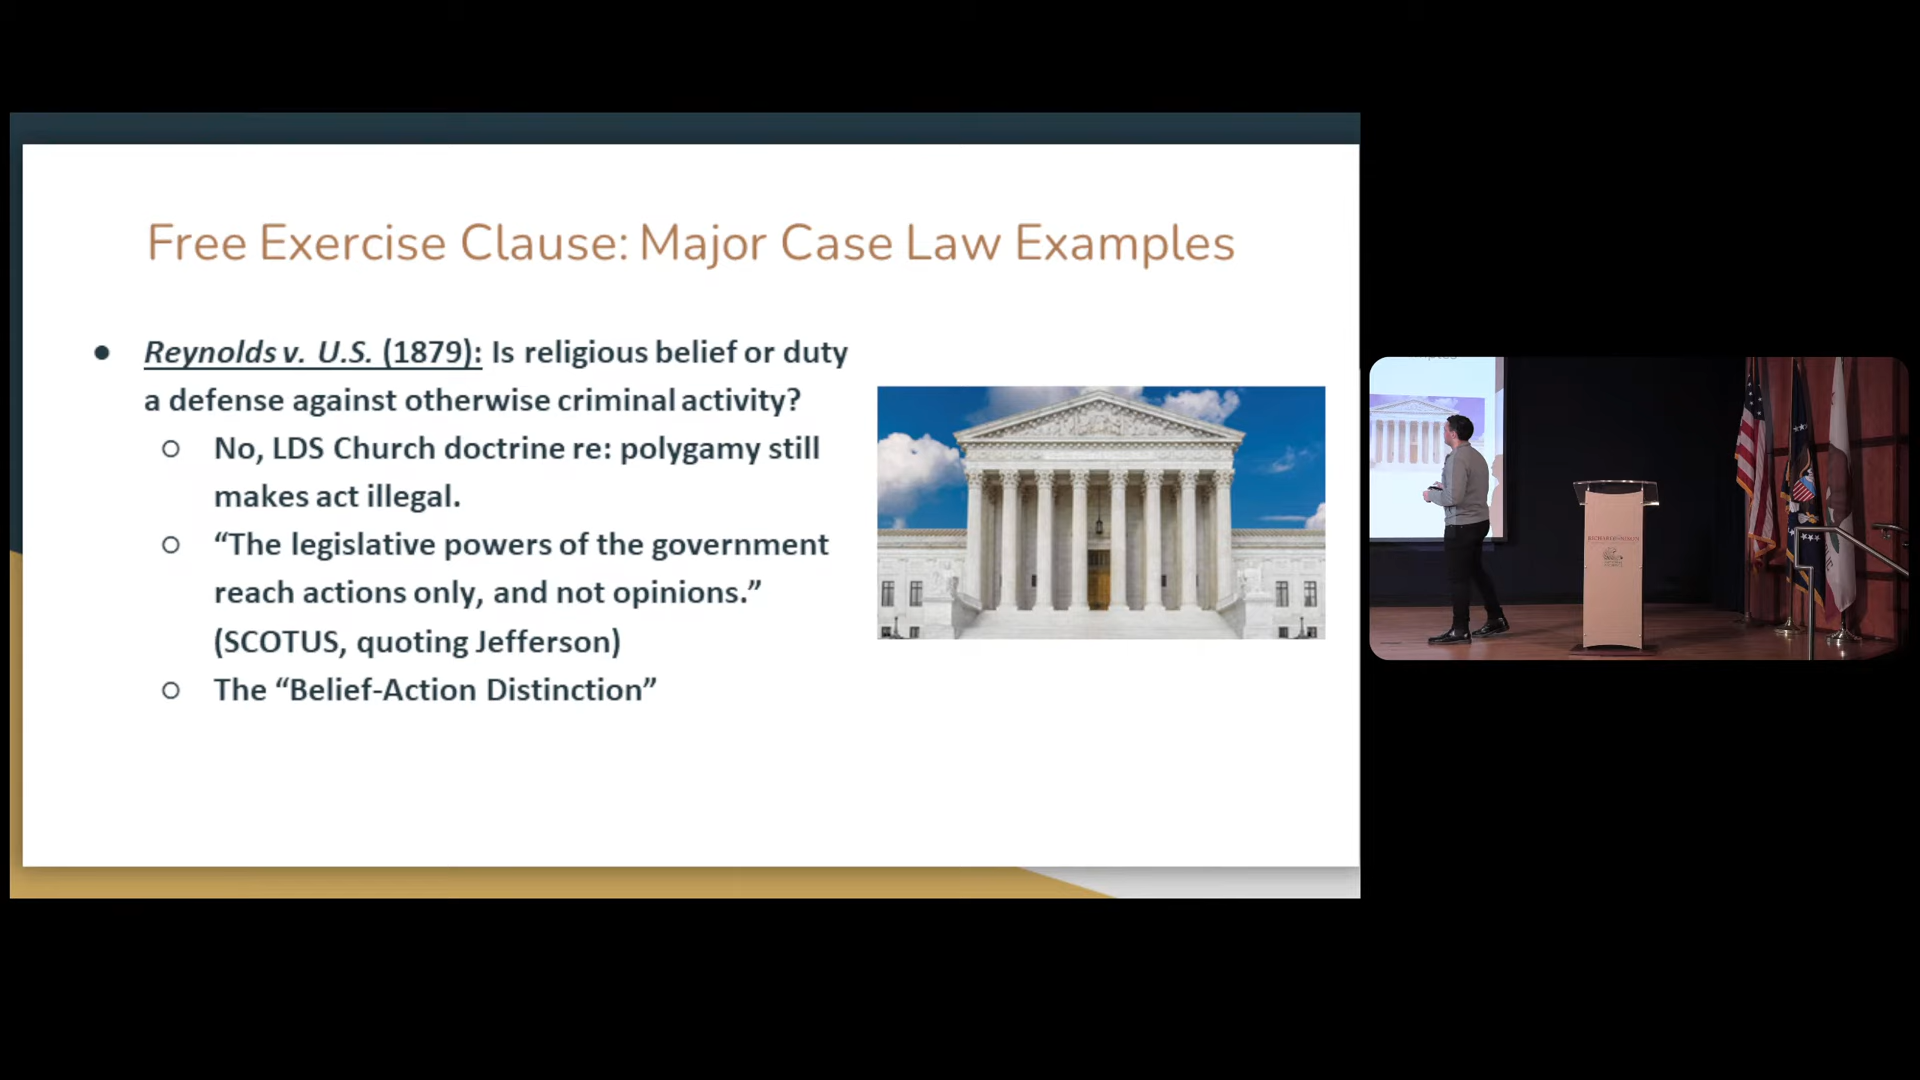 Free Exercise Clause: Major Case Law Examples
● Reynolds v. U.S. (1879): Is religious belief or duty
a defense against otherwise criminal activity?
○ No, LDS Church doctrine re: polygamy still
makes act illegal.
○ “The legislative powers of the government
reach actions only, and not opinions.”
(SCOTUS, quoting Jefferson)
○ The “Belief-Action Distinction”